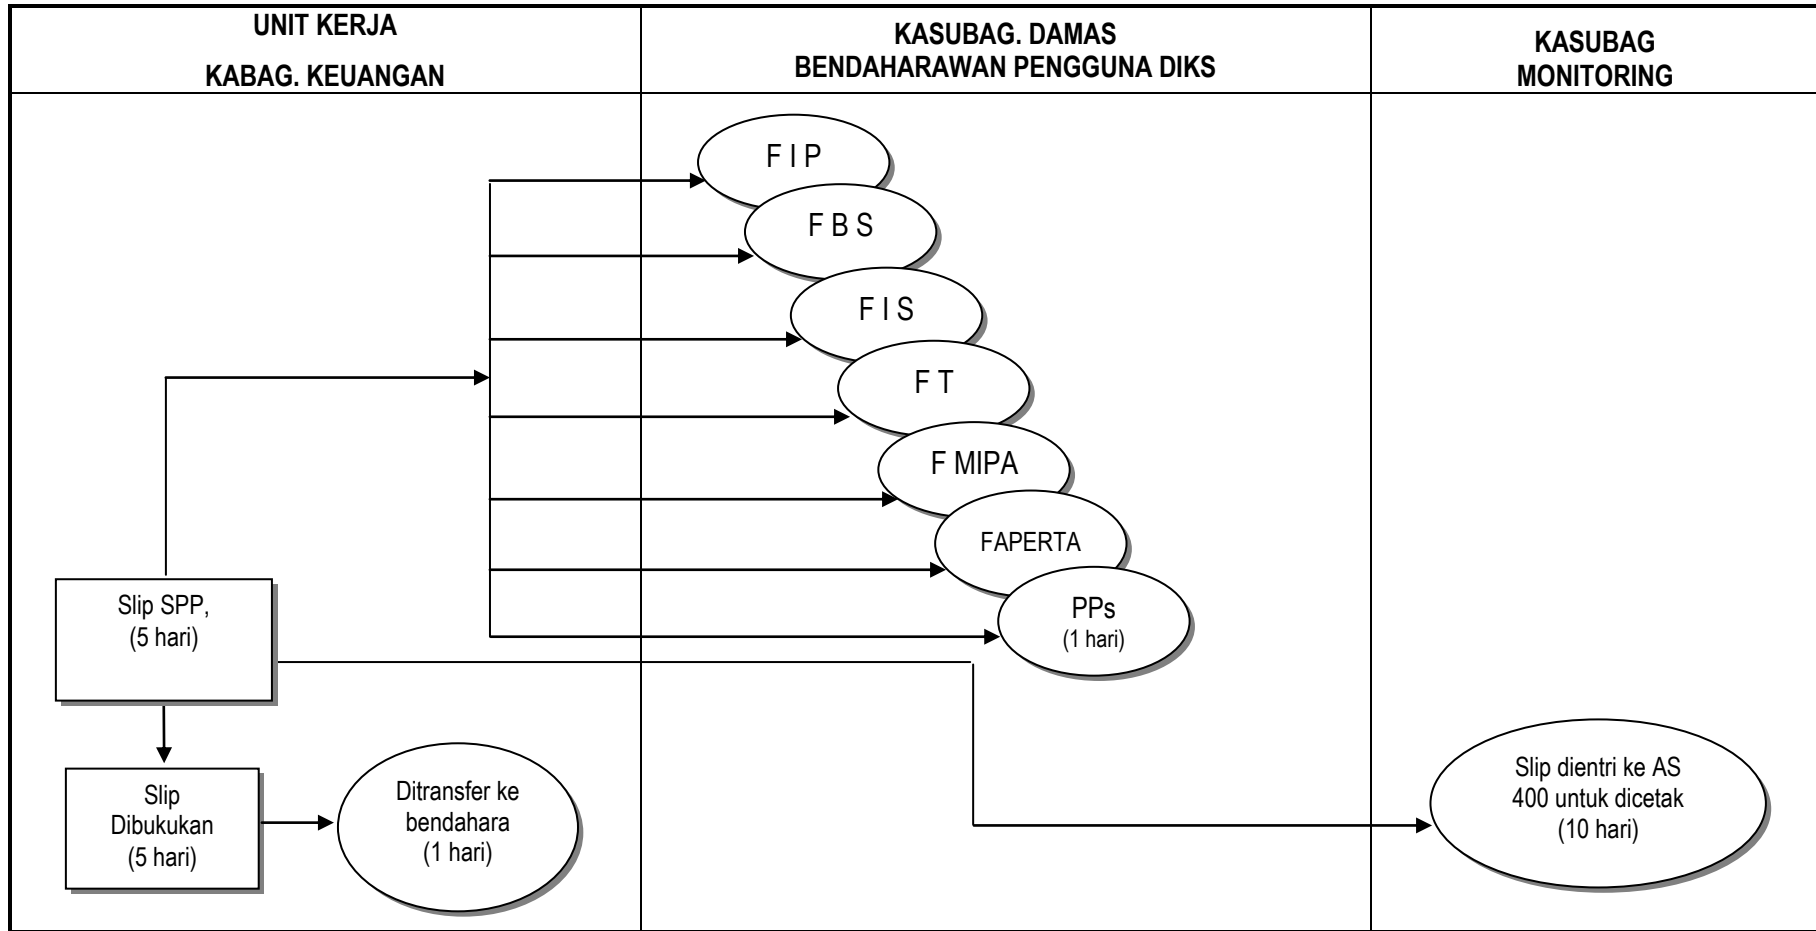 UNIT KERJA
KABAG. KEUANGAN
KASUBAG. DAMAS
BENDAHARAWAN PENGGUNA DIKS
KASUBAG
MONITORING
F I P
F B S
F I S
F T
F MIPA
FAPERTA
PPs
(1 hari)
Slip SPP,
(5 hari)
Slip
Dibukukan
(5 hari)
Ditransfer ke
bendahara
(1 hari)
Slip dientri ke AS
400 untuk dicetak
(10 hari)